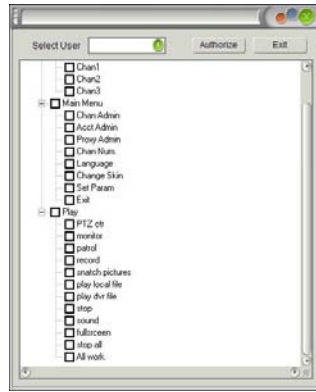 Select User Authorize Exit
Chan1
Chan2
Chan3
Main Menu
Chan Admin
Acct Admin
Proxy Admin
Chan Num.
Language
Change Skin
Set Param
Exit
Play
PTZ ctr
monitor
patrol
record
snatch pictures
play local file
play dvr file
stop
sound
fullsrceen
stop all
All work.